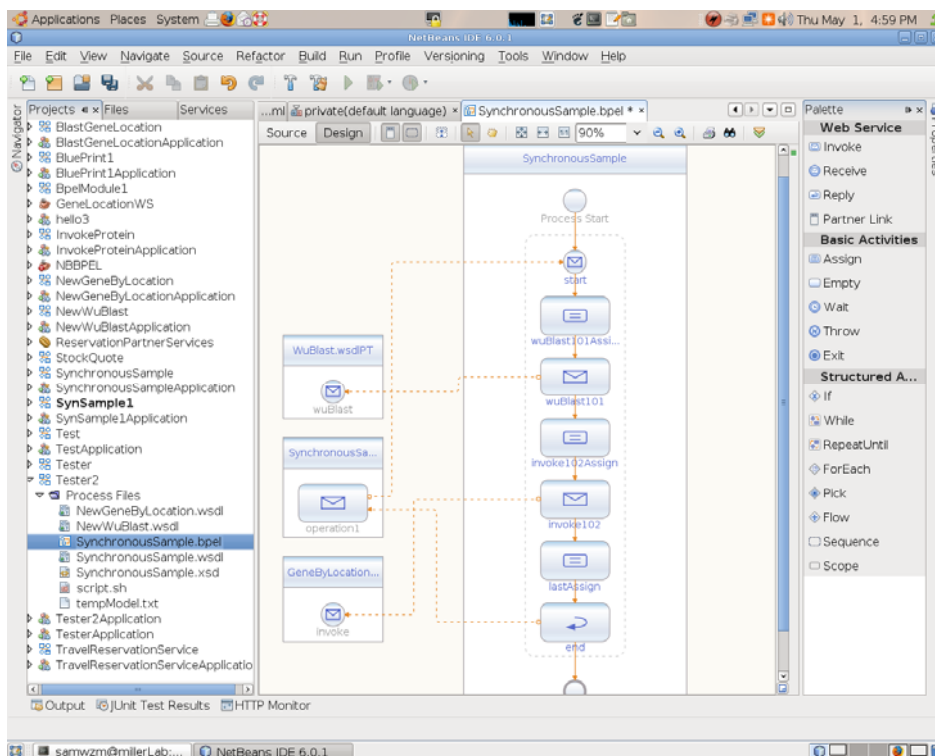 Applications Places System Thu May 1, 4:59 PM
NetBeans IDE 6.0.1
File Edit View Navigate Source Refactor Build Run Profile Versioning Tools Window Help
Projects Files Services
...ml private(default language) SynchronousSample.bpel *
Palette
Navigator
Properties
Source Design 90%
BlastGeneLocation
BlastGeneLocationApplication
BluePrint1
BluePrint1Application
BpelModule1
GeneLocationWS
hello3
InvokeProtein
InvokeProteinApplication
NBBPEL
NewGeneByLocation
NewGeneByLocationApplication
NewWuBlast
NewWuBlastApplication
ReservationPartnerServices
StockQuote
SynchronousSample
SynchronousSampleApplication
SynSample1
SynSample1Application
Test
TestApplication
Tester
Tester2
Process Files
NewGeneByLocation.wsdl
NewWuBlast.wsdl
SynchronousSample.bpel
SynchronousSample.wsdl
SynchronousSample.xsd
script.sh
tempModel.txt
Tester2Application
TesterApplication
TravelReservationService
TravelReservationServiceApplicatio
WuBlast.wsdlPT
wuBlast
SynchronousSa...
operation1
GeneByLocation...
Invoke
SynchronousSample
Process Start
start
wuBlast101Assi...
wuBlast101
invoke102Assign
invoke102
lastAssign
end
Web Service
Invoke
Receive
Reply
Partner Link
Basic Activities
Assign
Empty
Wait
Throw
Exit
Structured A...
If
While
RepeatUntil
ForEach
Pick
Flow
Sequence
Scope
Output JUnit Test Results HTTP Monitor
samwzm@millerLab:... NetBeans IDE 6.0.1